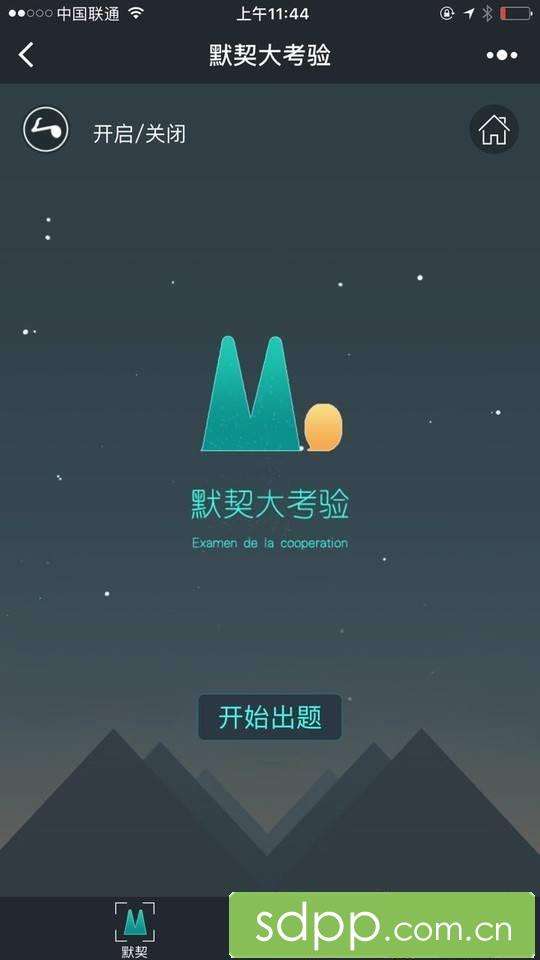 中国联通
上午11:44
默契大考验
开启/关闭
默契大考验
Examen de la cooperation
开始出题
默契
sdpp.com.cn